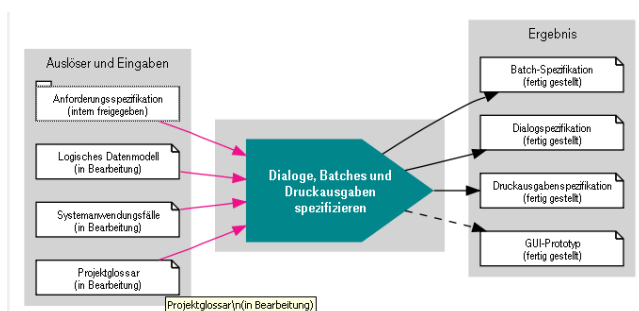 Auslöser und Eingaben
Anforderungsspezifikation
(intern freigegeben)
Logisches Datenmodell
(in Bearbeitung)
Systemanwendungsfälle
(in Bearbeitung)
Projektglossar
(in Bearbeitung)
Projektglossar\n(in Bearbeitung)
Dialoge, Batches und
Druckausgaben
spezifizieren
Ergebnis
Batch-Spezifikation
(fertig gestellt)
Dialogspezifikation
(fertig gestellt)
Druckausgabenspezifikation
(fertig gestellt)
GUI-Prototyp
(fertig gestellt)